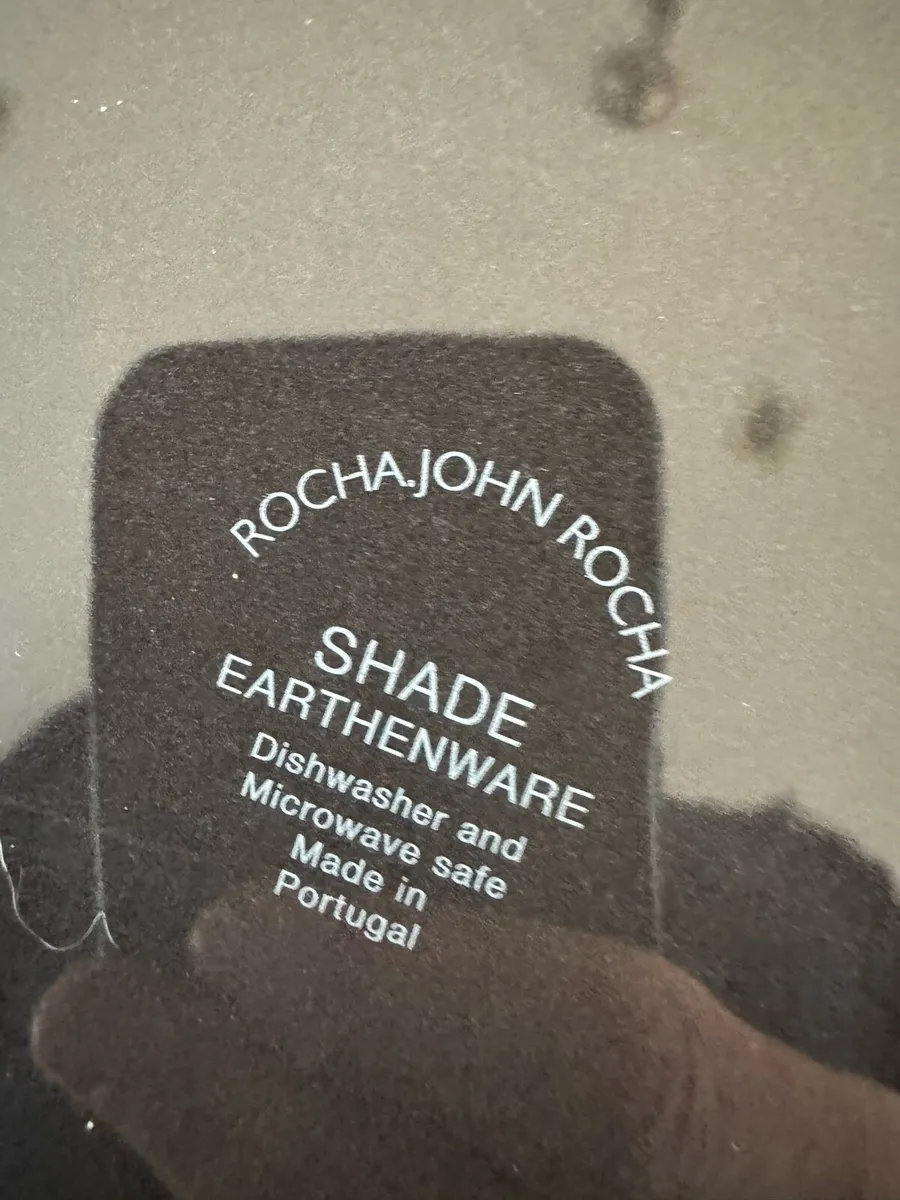 ROCHA.JOHN ROCHA
SHADE
EARTHENWARE
Dishwasher and
Microwave safe
Made in
Portugal